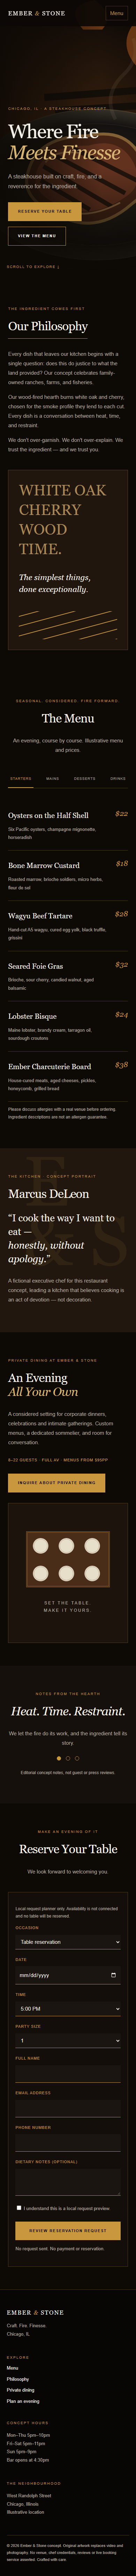 EMBER & STONE
Menu
CHICAGO, IL · A STEAKHOUSE CONCEPT
Where Fire
Meets Finesse
A steakhouse built on craft, fire, and a
reverence for the ingredient
RESERVE YOUR TABLE
VIEW THE MENU
SCROLL TO EXPLORE ↓
THE INGREDIENT COMES FIRST
Our Philosophy
Every dish that leaves our kitchen begins with a
single question: does it do justice to the
ingredient? Our concept celebrates family-
owned ranches, farms, and fishermen.
Our wood-fired hearth burns white oak and cherry,
chosen for the smoke profile they lend to each cut.
Every dish is a conversation between heat, time,
and restraint.
We don't over-garnish. We don't over-explain. We
trust the ingredient — and we trust you.
WHITE OAK
CHERRY
WOOD
TIME.
The simplest things,
done exceptionally.
SEASONAL. CONSIDERED. FIRE FORWARD.
The Menu
An evening, course by course. Illustrative menu
and prices.
STARTERS
MAINS
DESSERTS
DRINKS
Oysters on the Half Shell
$22
Six Pacific oysters, champagne mignonette,
horseradish
Bone Marrow Custard
$18
Roasted marrow, brioche soldiers, micro herbs,
fleur de sel
Wagyu Beef Tartare
$28
Hand-cut A5 wagyu, cured egg yolk, black truffle,
gribiche
Seared Foie Gras
$32
Brioche, sour cherry, candied walnut, aged
balsamic
Lobster Bisque
$24
Maine lobster, brandy cream, tarragon oil,
sourdough croutons
Ember Charcuterie Board
$38
House-cured meats, aged cheeses, pickles,
honeycomb, grilled bread
Please discuss allergies with a real venue before ordering.
Ingredient descriptions are not an allergen guarantee.
THE KITCHEN · CONCEPT PORTRAIT
Marcus DeLeon
“I cook the way I want to
eat —
honestly, without
apology.”
A fictional executive chef for this restaurant
concept, leading a kitchen that believes cooking is
an act of devotion — not decoration.
PRIVATE DINING AT EMBER & STONE
An Evening
All Your Own
A considered setting for corporate dinners,
celebrations and intimate gatherings. Custom
menus, a dedicated sommelier, and room for
conversation.
INQUIRE ABOUT PRIVATE DINING
SET THE TABLE.
MAKE IT YOURS.
NOTES FROM THE HEARTH
Heat. Time. Restraint.
We let the fire do its work, and the ingredient tell its
story.
Editorial concept notes, not guest or press reviews.
MAKE AN EVENING OF IT
Reserve Your Table
We look forward to welcoming you.
Local request planner only. Availability is not connected
and no table will be reserved.
OCCASION
Table reservation
DATE
mm/dd/yyyy
TIME
5:00 PM
PARTY SIZE
1
FULL NAME
EMAIL ADDRESS
PHONE NUMBER
DIETARY NOTES (OPTIONAL)
I understand this is a local request preview.
REVIEW RESERVATION REQUEST
No request sent. No payment or reservation.
EMBER & STONE
Craft. Fire. Finesse.
Chicago, IL
EXPLORE
Menu
Philosophy
Private dining
Plan an evening
CONCEPT HOURS
Mon–Thu 5pm–10pm
Fri–Sat 5pm–11pm
Sun 5pm–9pm
Bar opens at 4:30pm
THE NEIGHBOURHOOD
West Randolph Street
Chicago, Illinois
Illustrative location